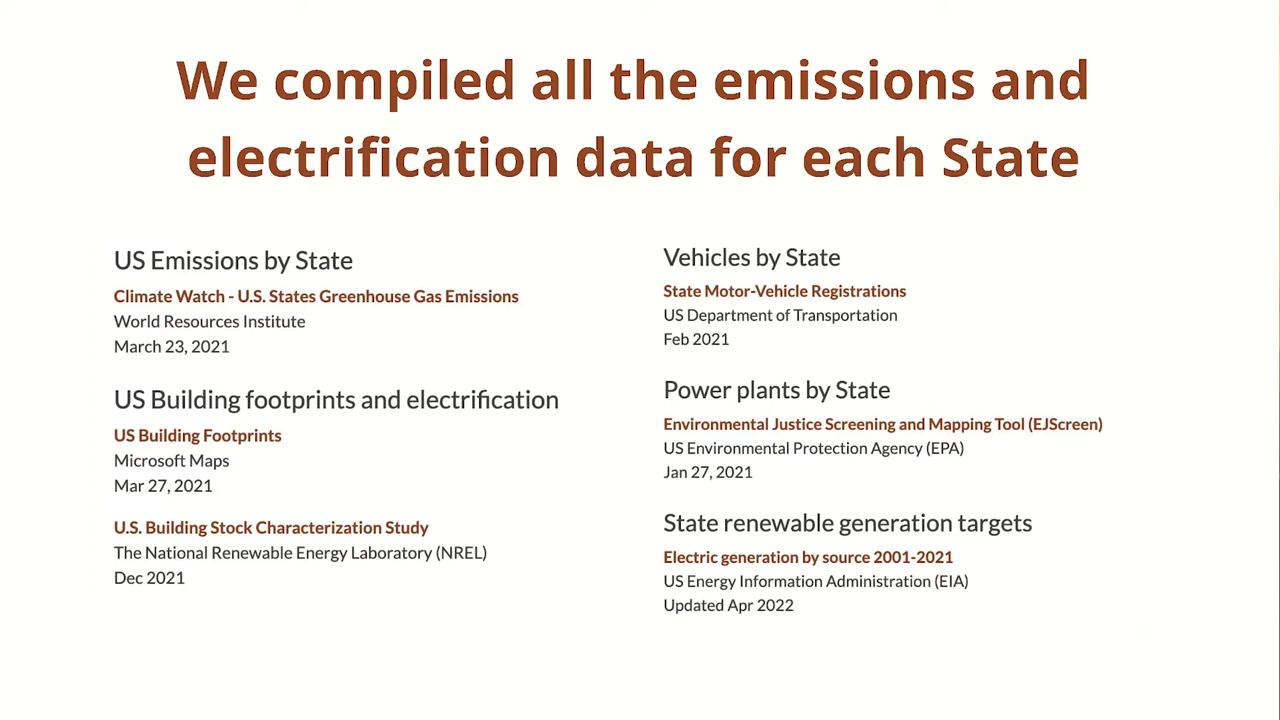 We compiled all the emissions and
electrification data for each State
US Emissions by State
Climate Watch - U.S. States Greenhouse Gas Emissions
World Resources Institute
March 23, 2021
US Building footprints and electrification
US Building Footprints
Microsoft Maps
Mar 27, 2021
U.S. Building Stock Characterization Study
The National Renewable Energy Laboratory (NREL)
Dec 2021
Vehicles by State
State Motor-Vehicle Registrations
US Department of Transportation
Feb 2021
Power plants by State
Environmental Justice Screening and Mapping Tool (EJScreen)
US Environmental Protection Agency (EPA)
Jan 27, 2021
State renewable generation targets
Electric generation by source 2001-2021
US Energy Information Administration (EIA)
Updated Apr 2022